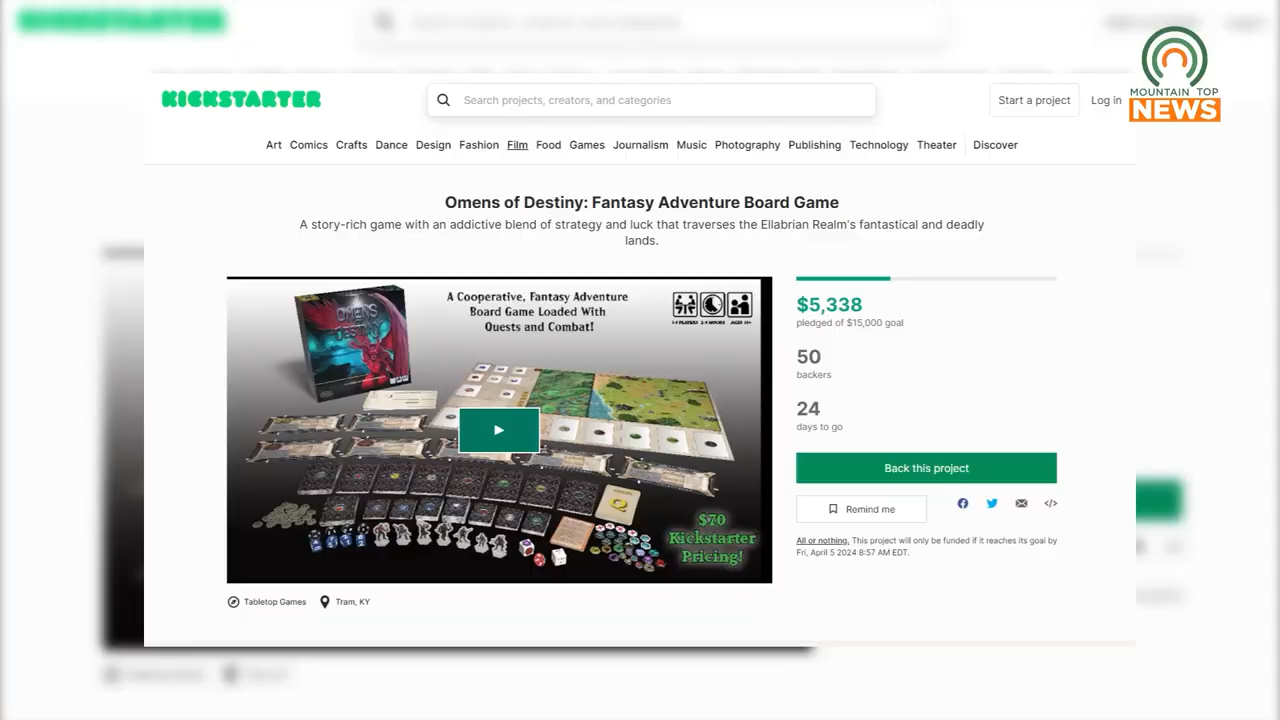 KICKSTARTER
Search projects, creators, and categories
Start a project
Log in
MOUNTAIN TOP
NEWS
Art Comics Crafts Dance Design Fashion Film Food Games Journalism Music Photography Publishing Technology Theater Discover
Omens of Destiny: Fantasy Adventure Board Game
A story-rich game with an addictive blend of strategy and luck that traverses the Ellabrian Realm's fantastical and deadly
lands.
A Cooperative, Fantasy Adventure
Board Game Loaded With
Quests and Combat!
OMENS
DESTINY
$70
Kickstarter
Pricing!
$5,338
pledged of $15,000 goal
50
backers
24
days to go
Back this project
Remind me
All or nothing. This project will only be funded if it reaches its goal by
Fri, April 5 2024 8:57 AM EDT.
Tabletop Games
Tram, KY